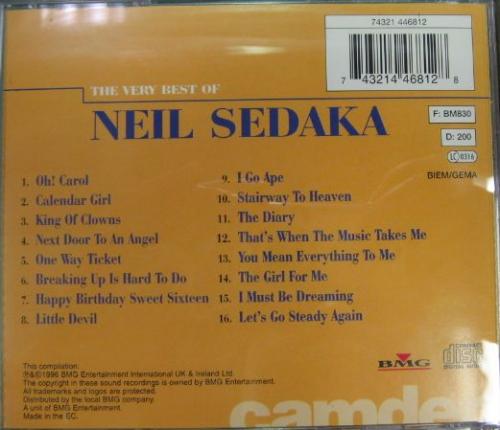 74321 446812
7 43214 46812 8
THE VERY BEST OF
NEIL SEDAKA
F: BM830
D: 200
LC 0316
BIEM/GEMA
1. Oh! Carol
2. Calendar Girl
3. King Of Clowns
4. Next Door To An Angel
5. One Way Ticket
6. Breaking Up Is Hard To Do
7. Happy Birthday Sweet Sixteen
8. Little Devil
9. I Go Ape
10. Stairway To Heaven
11. The Diary
12. That's When The Music Takes Me
13. You Mean Everything To Me
14. The Girl For Me
15. I Must Be Dreaming
16. Let's Go Steady Again
This compilation:
℗&©1996 BMG Entertainment International UK & Ireland Ltd.
The copyright in these sound recordings is owned by BMG Entertainment.
All trademarks and logos are protected.
Distributed by the local BMG company.
A unit of BMG Entertainment.
Made in the EC.
BMG
COMPACT
disc
DIGITAL AUDIO
camde